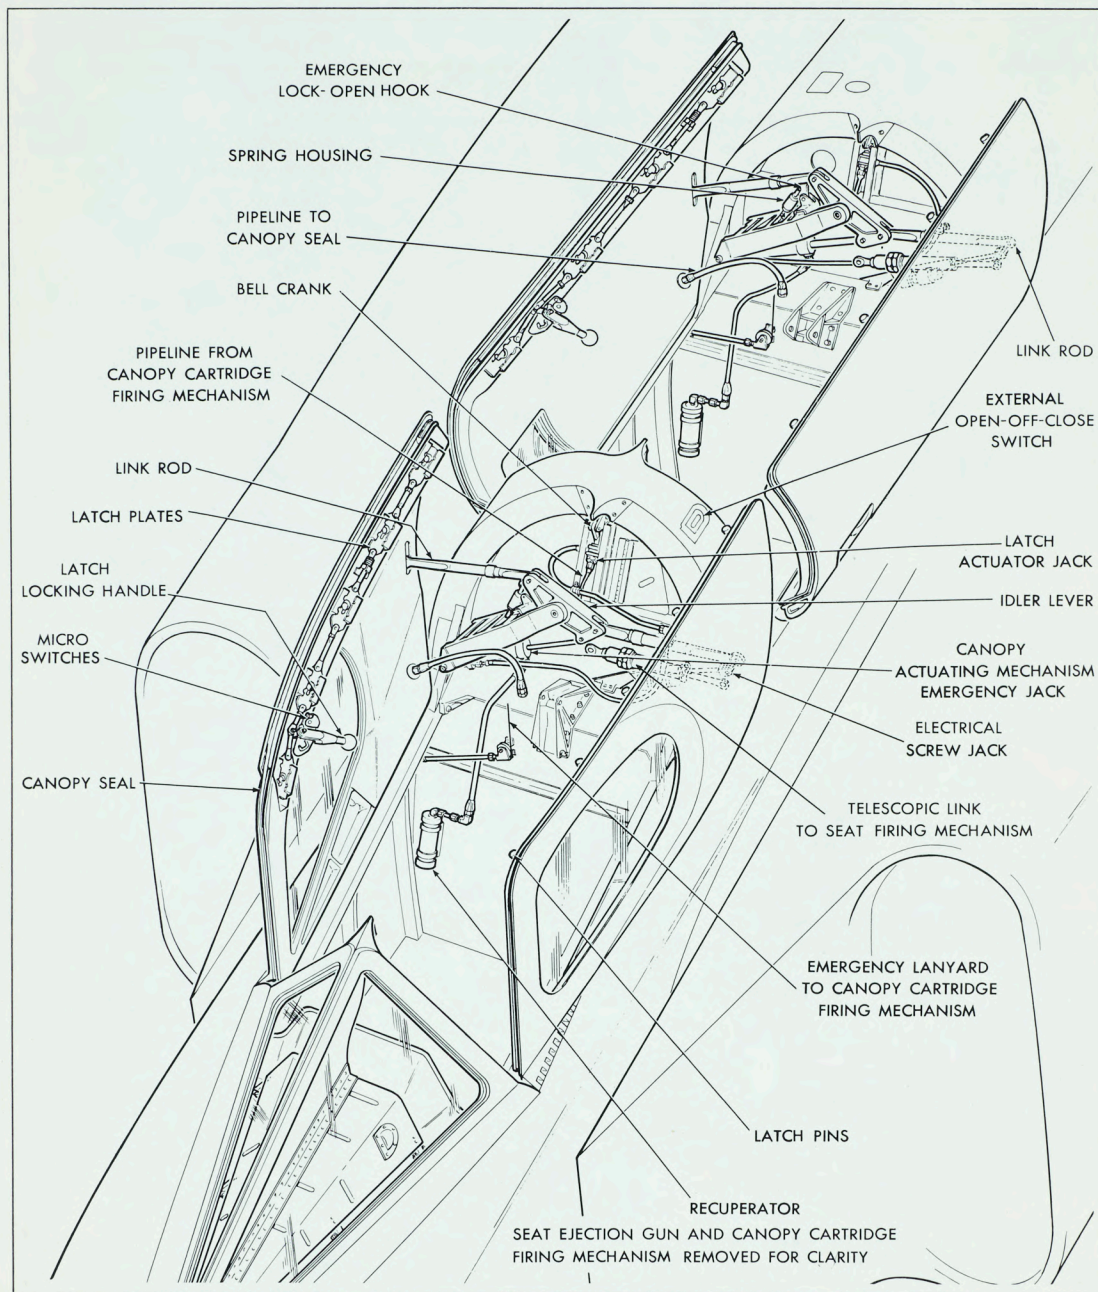 EMERGENCY
LOCK-OPEN HOOK
SPRING HOUSING
PIPELINE TO
CANOPY SEAL
BELL CRANK
PIPELINE FROM
CANOPY CARTRIDGE
FIRING MECHANISM
LINK ROD
LATCH PLATES
LATCH
LOCKING HANDLE
MICRO
SWITCHES
CANOPY SEAL
LINK ROD
EXTERNAL
OPEN-OFF-CLOSE
SWITCH
LATCH
ACTUATOR JACK
IDLER LEVER
CANOPY
ACTUATING MECHANISM
EMERGENCY JACK
ELECTRICAL
SCREW JACK
TELESCOPIC LINK
TO SEAT FIRING MECHANISM
EMERGENCY LANYARD
TO CANOPY CARTRIDGE
FIRING MECHANISM
LATCH PINS
RECUPERATOR
SEAT EJECTION GUN AND CANOPY CARTRIDGE
FIRING MECHANISM REMOVED FOR CLARITY